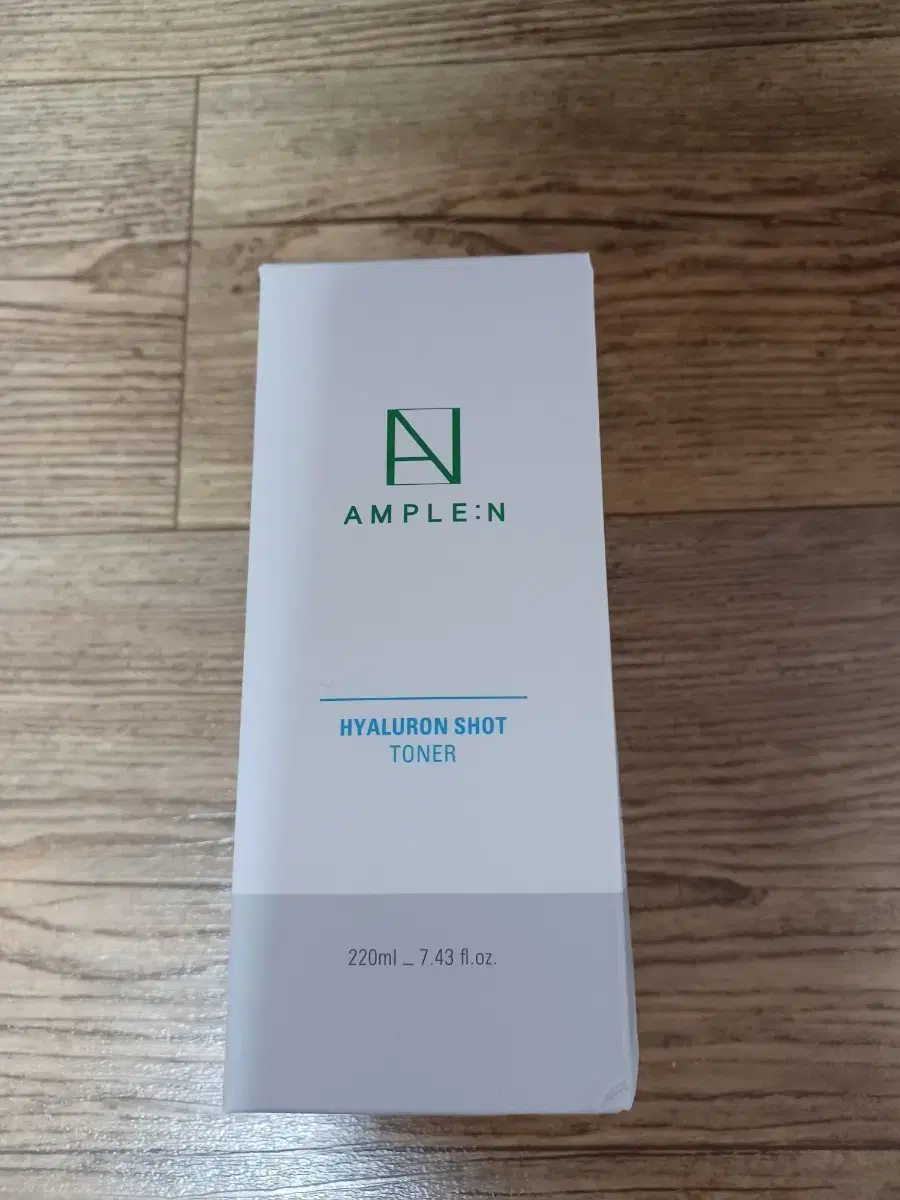 AMPLE:N
HYALURON SHOT
TONER
220ml _ 7.43 fl.oz.